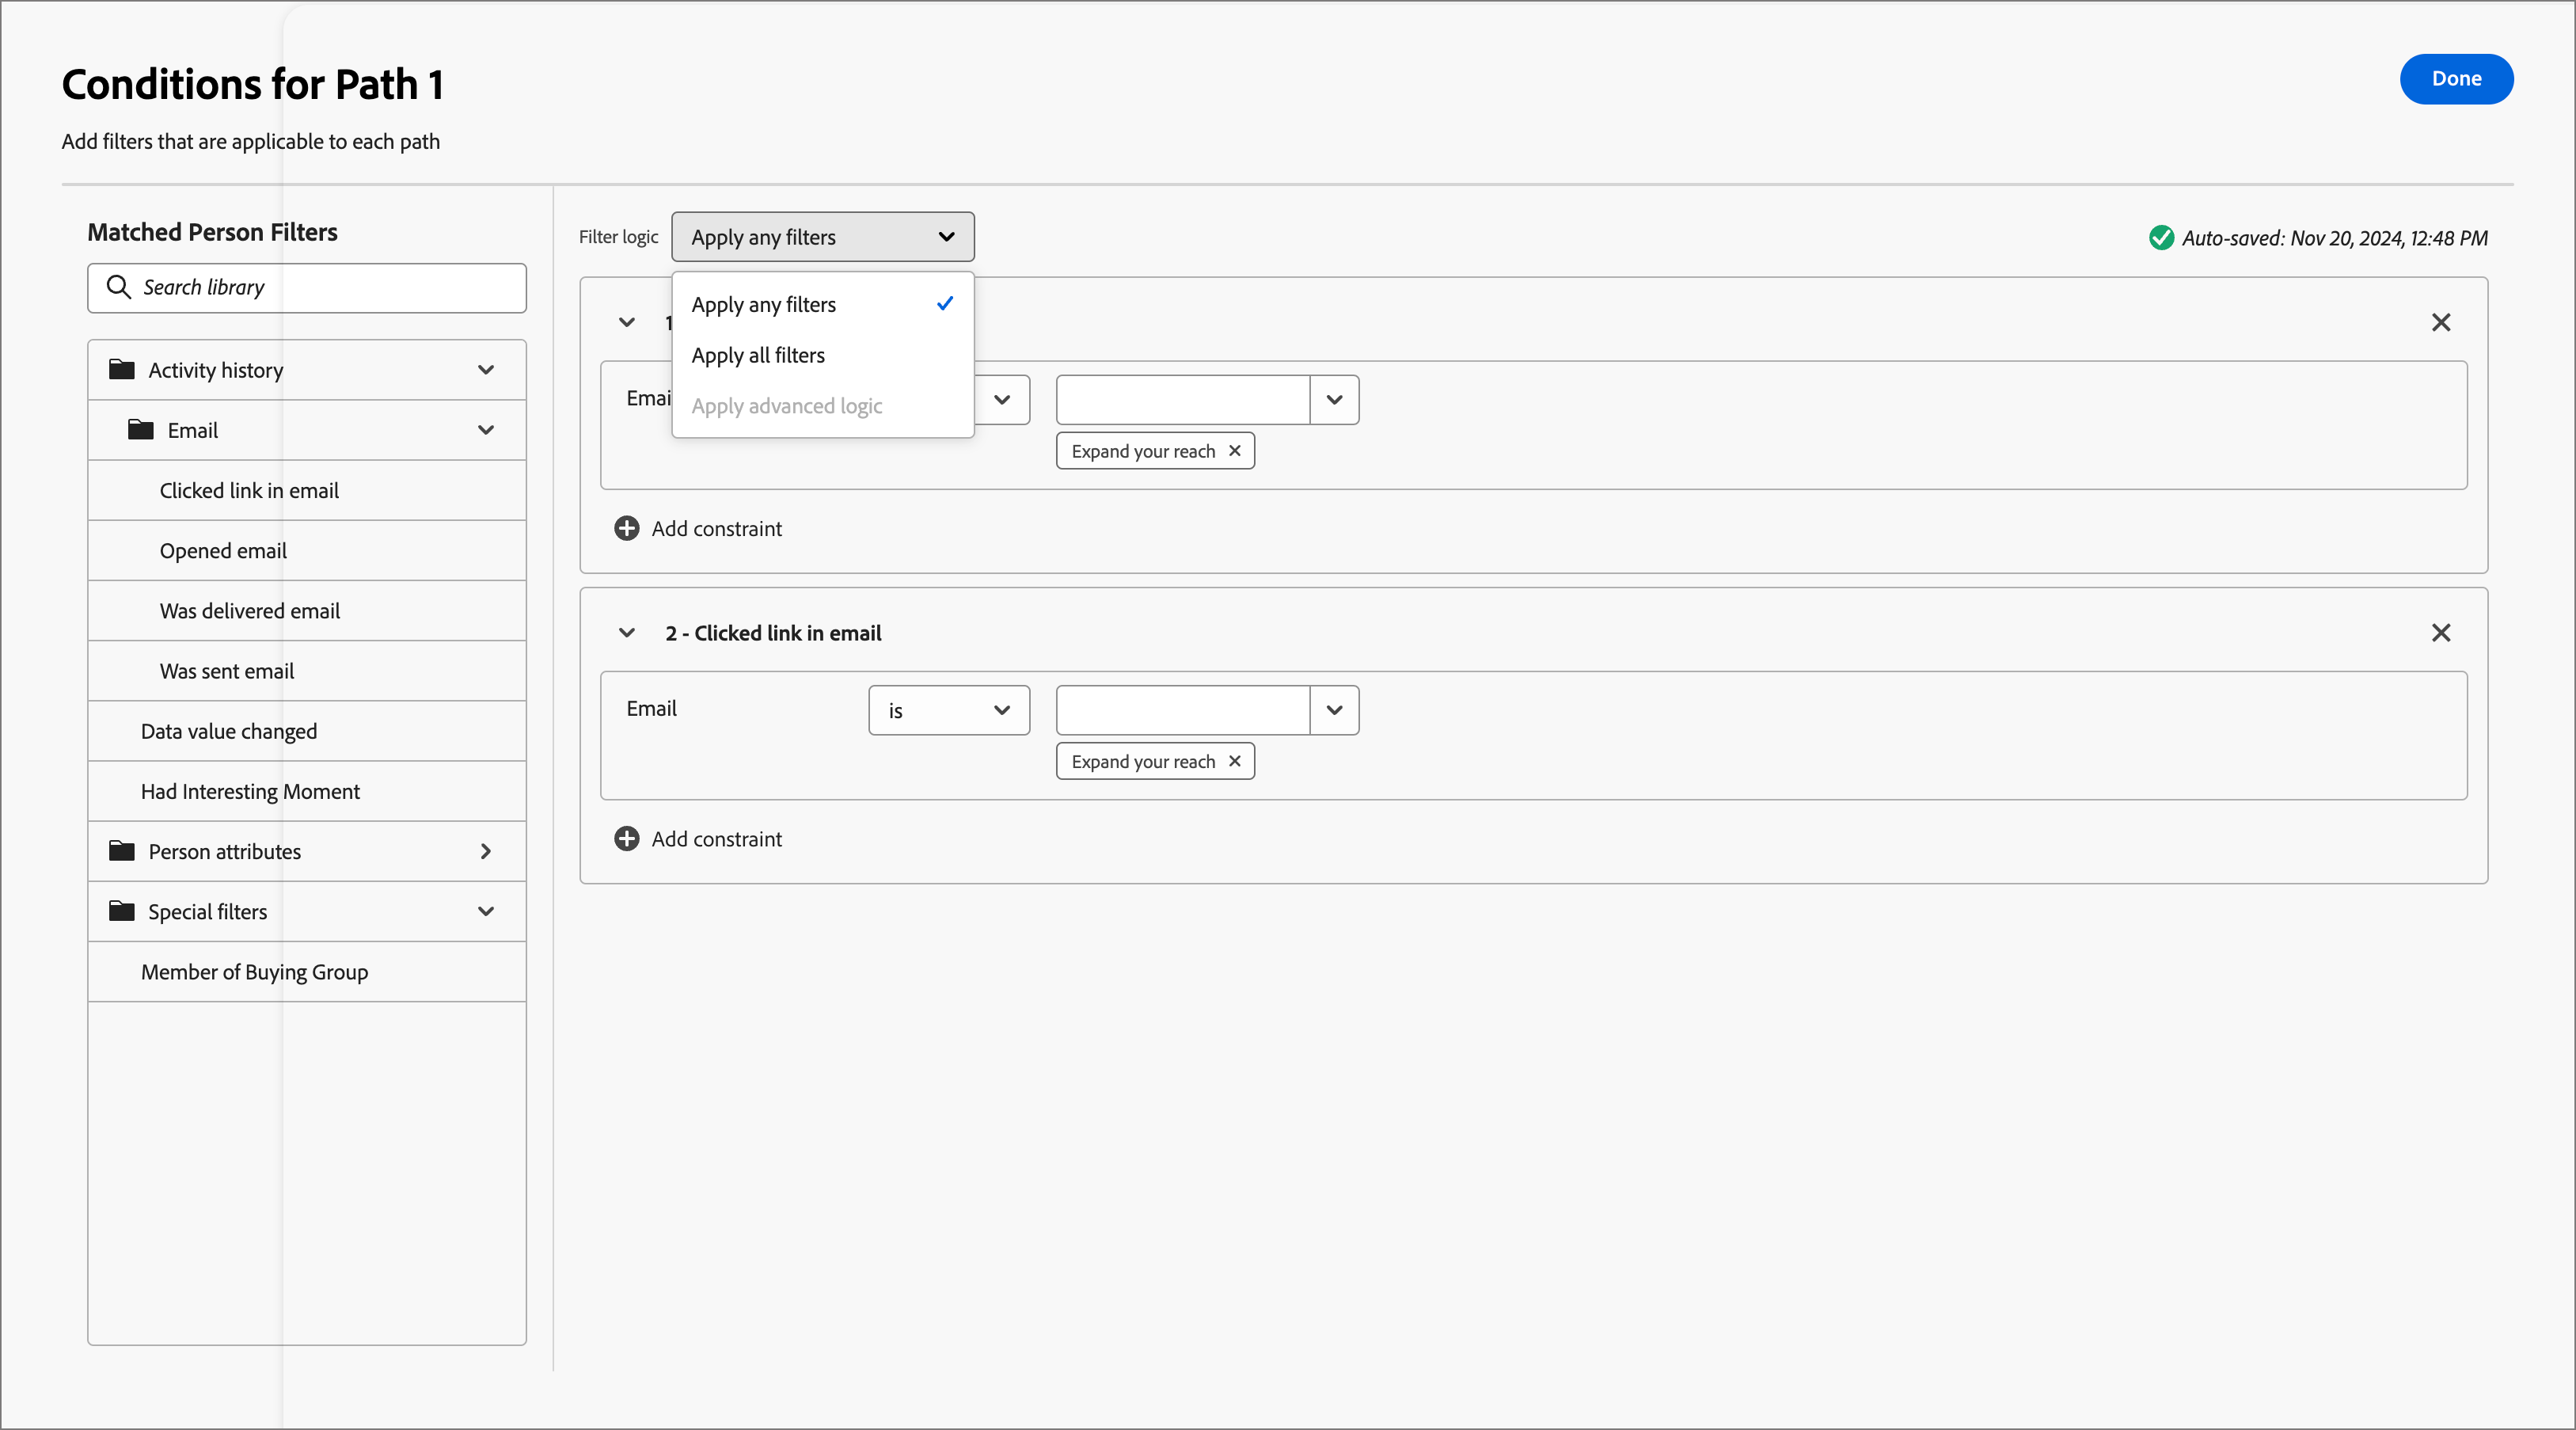 Conditions for Path 1
Done
Add filters that are applicable to each path
Matched Person Filters
Search library
Activity history
Email
Clicked link in email
Opened email
Was delivered email
Was sent email
Data value changed
Had Interesting Moment
Person attributes
Special filters
Member of Buying Group
Filter logic
Apply any filters
Auto-saved: Nov 20, 2024, 12:48 PM
Apply any filters
Apply all filters
Apply advanced logic
1
Emai
Expand your reach
Add constraint
2 - Clicked link in email
Email
is
Expand your reach
Add constraint